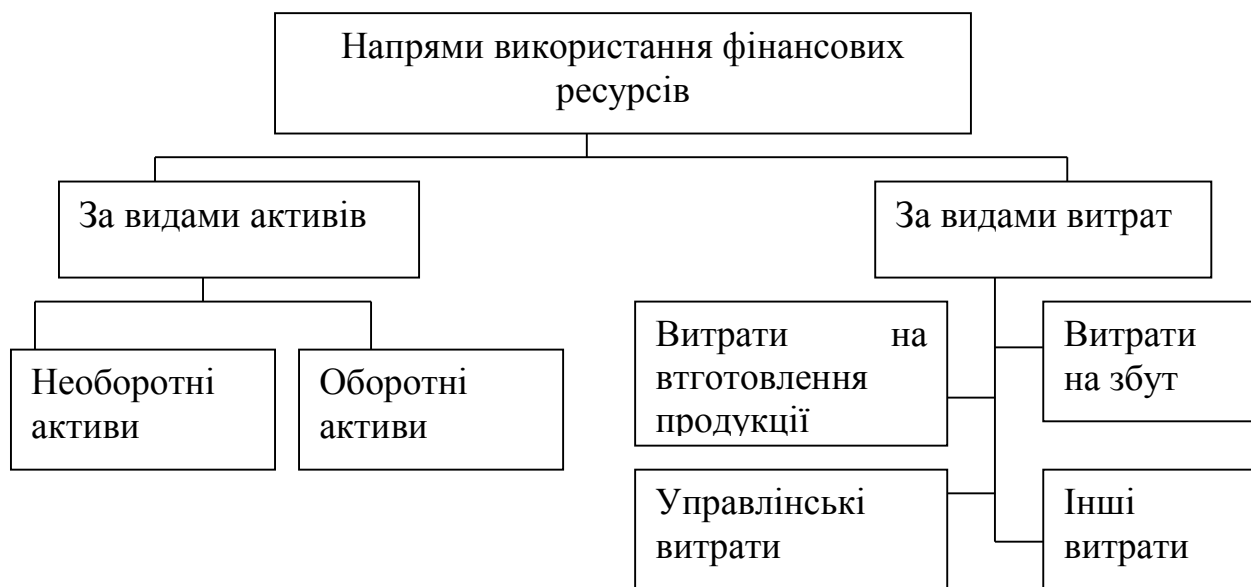 Напрями використання фінансових
ресурсів
За видами активів
За видами витрат
Необоротні
активи
Оборотні
активи
Витрати на
втготовлення
продукції
Витрати
на збут
Управлінські
витрати
Інші
витрати